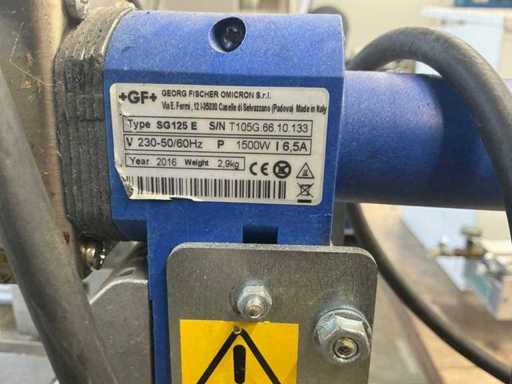 +GF+ GEORG FISCHER OMICRON S.r.l.
Via E. Fermi, 12 I-35030 Caselle di Selvazzano (Padova) Made in Italy
Type SG125 E S/N T105G.66.10.133
V 230-50/60Hz P 1500W I 6,5A
Year 2016 Weight 2,9kg CE